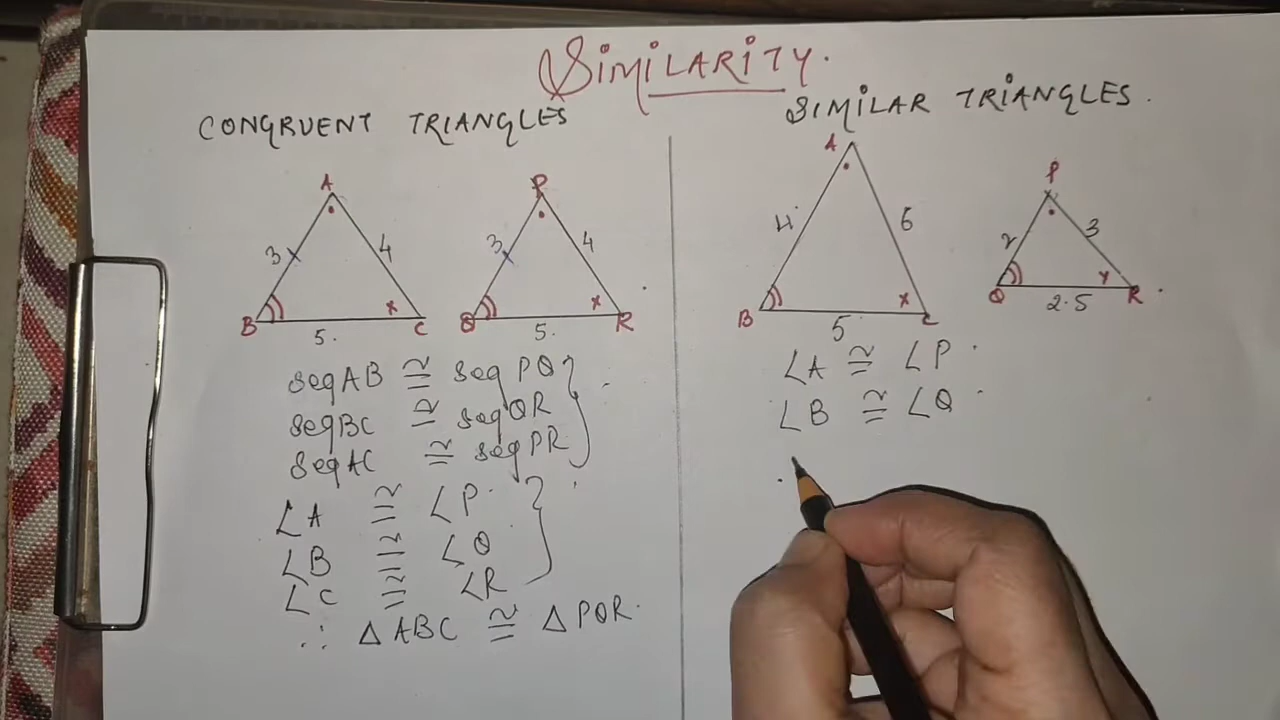 SIMILARITY.
CONGRUENT TRIANGLES
A
P
3
4
3
4
B
C
Q
R
5.
5.
seg AB ≅ seg PQ
seg BC ≅ seg QR
seg AC ≅ seg PR
∠A ≅ ∠P
∠B ≅ ∠Q
∠C ≅ ∠R
∴ △ABC ≅ △PQR.
SIMILAR TRIANGLES.
A
P
4
6
2
3
B
C
Q
R
5
2.5
∠A ≅ ∠P
∠B ≅ ∠Q